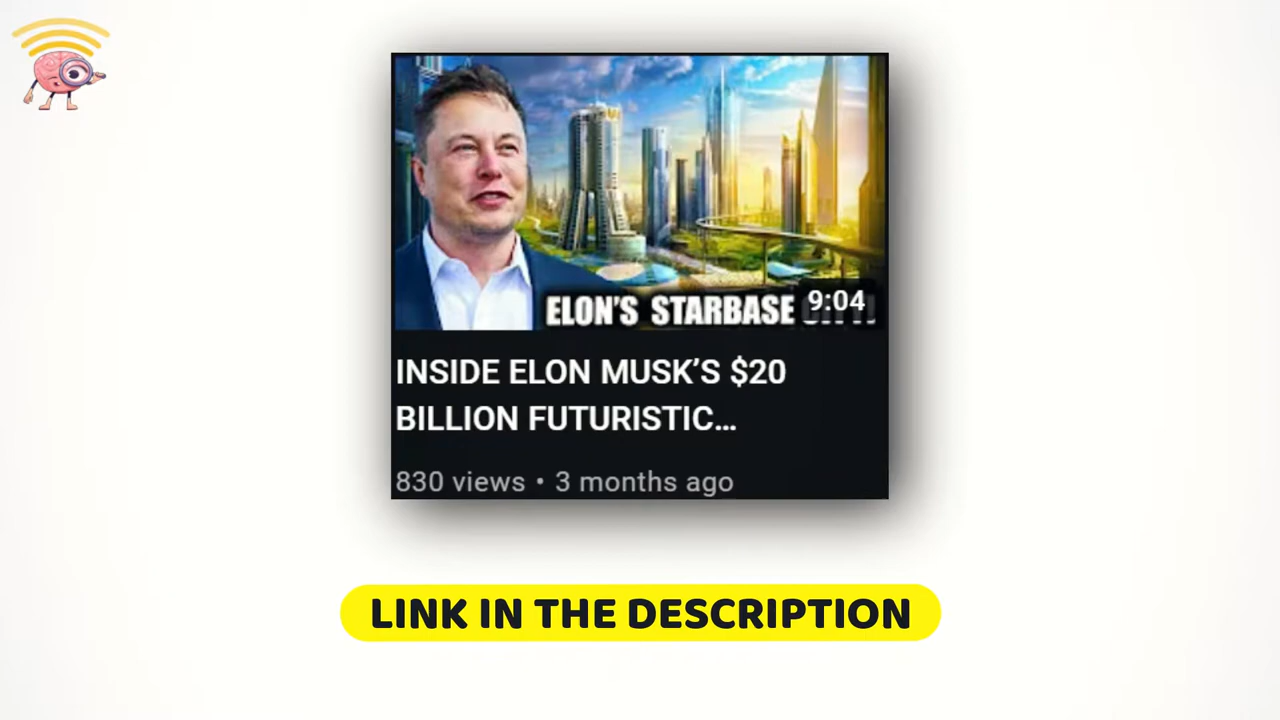 ELON'S STARBASE
9:04
INSIDE ELON MUSK’S $20
BILLION FUTURISTIC…
830 views • 3 months ago
LINK IN THE DESCRIPTION